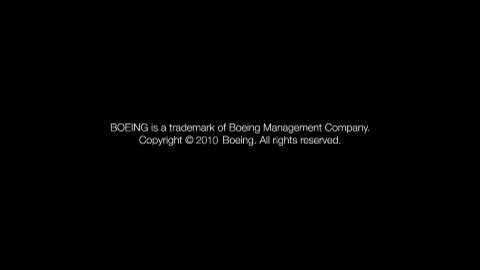 BOEING is a trademark of Boeing Management Company.
Copyright © 2010 Boeing. All rights reserved.